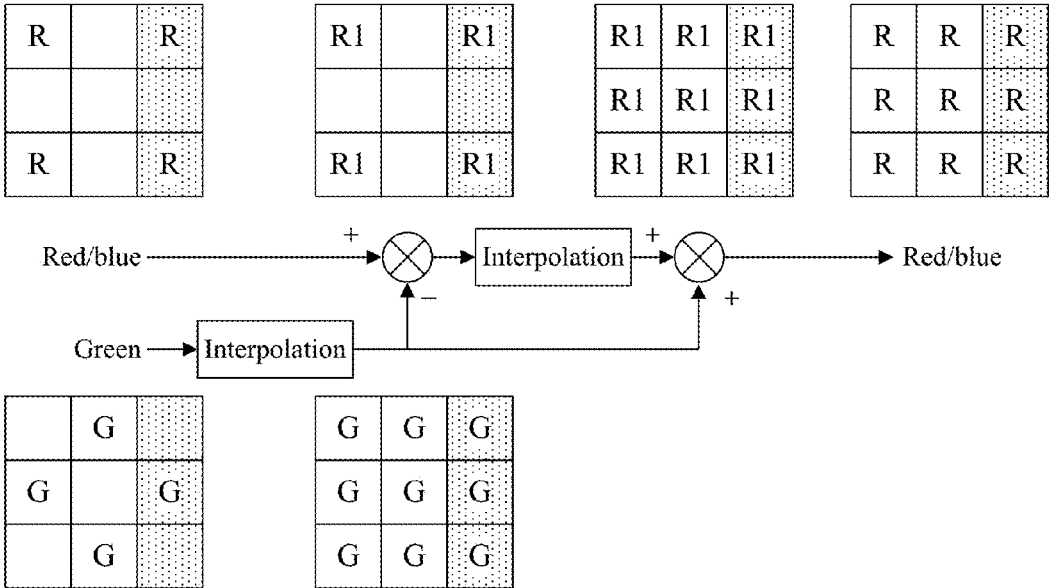 R R R1 R1 R1 R1 R1 R R R
R1 R1 R1 R R R
R R R1 R1 R1 R1 R1 R R R
+ +
Red/blue Interpolation Red/blue
− +
Green Interpolation
G G G G
G G G G G
G G G G